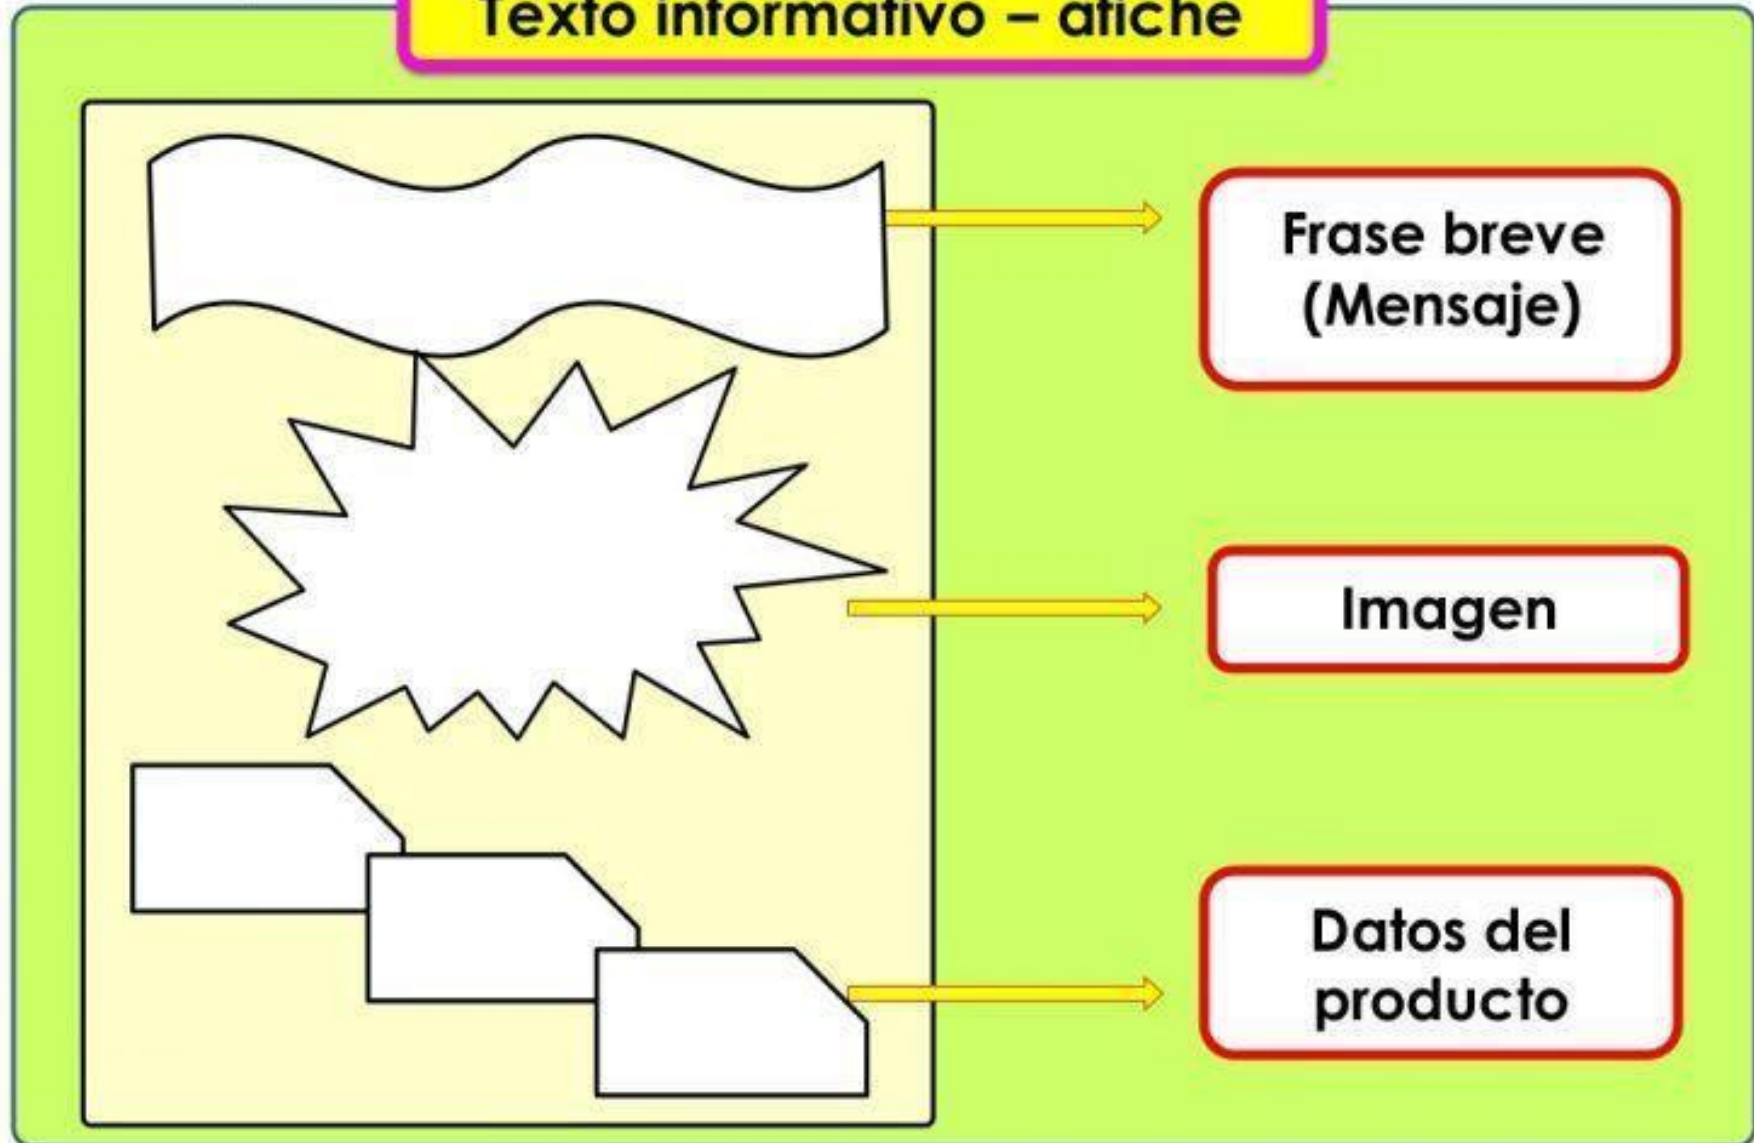 Texto informativo – afiche
Frase breve
(Mensaje)
Imagen
Datos del
producto